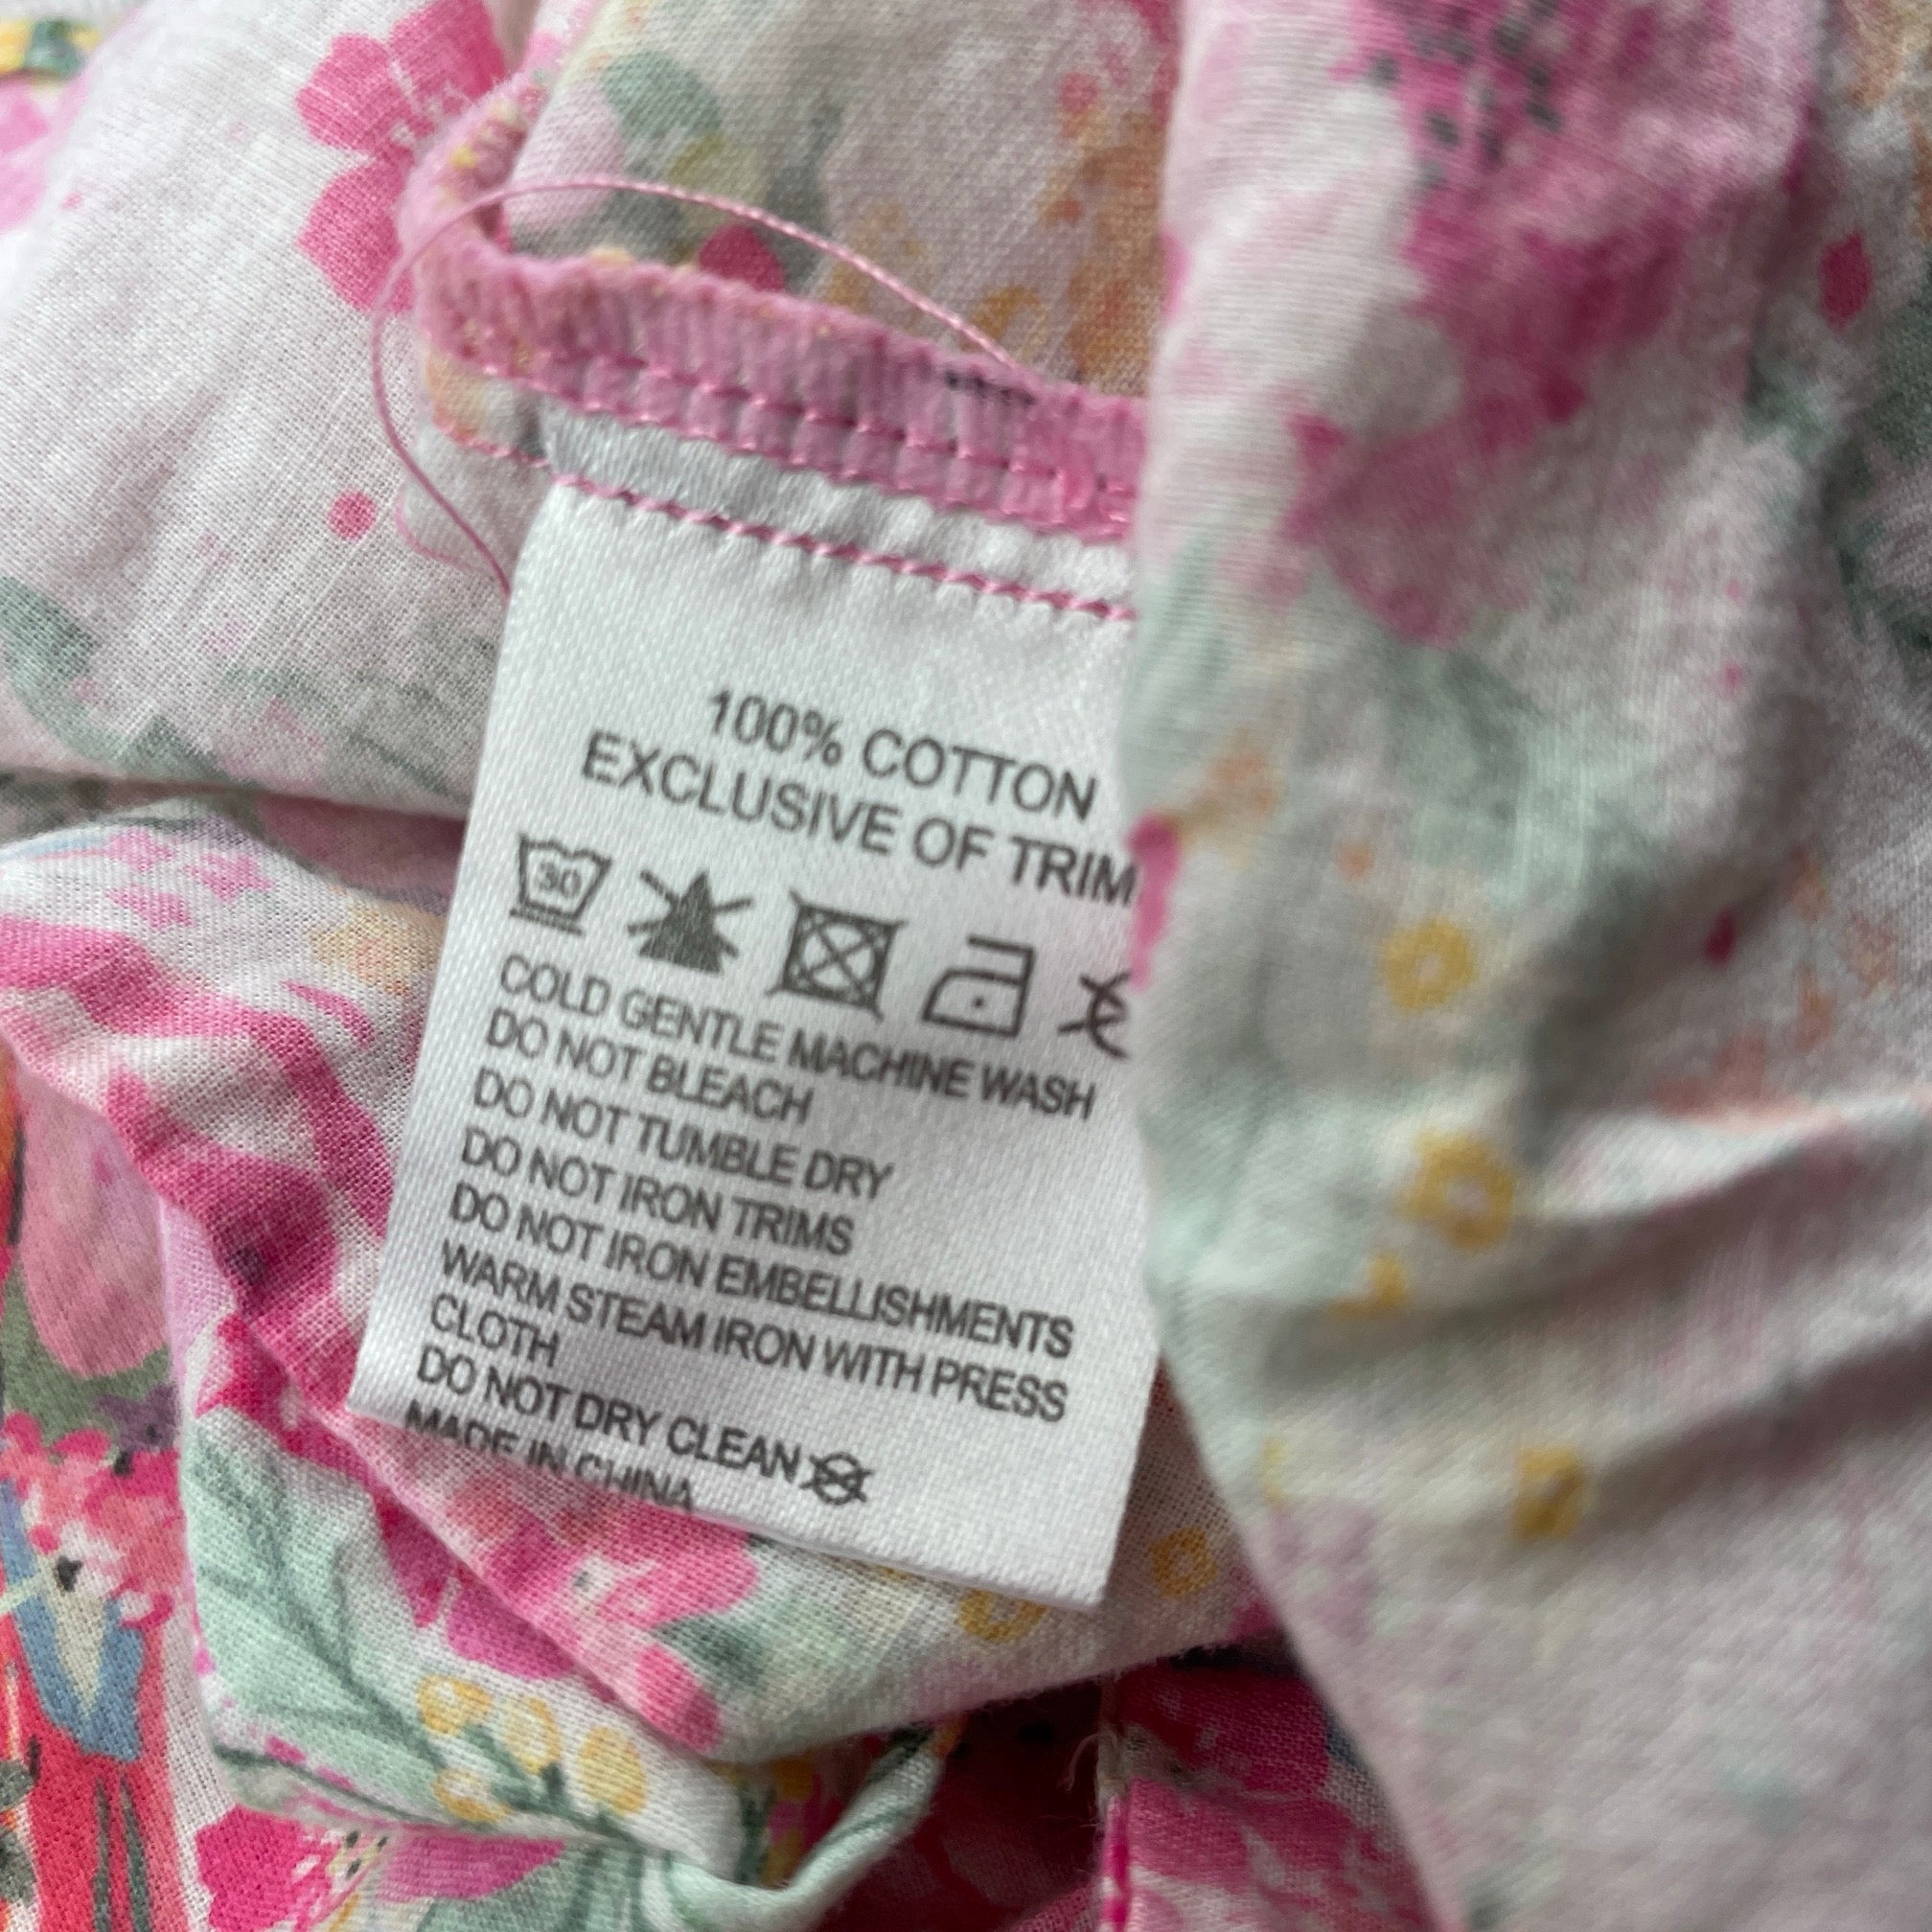 100% COTTON
EXCLUSIVE OF TRIM
30
COLD GENTLE MACHINE WASH
DO NOT BLEACH
DO NOT TUMBLE DRY
DO NOT IRON TRIMS
DO NOT IRON EMBELLISHMENTS
WARM STEAM IRON WITH PRESS
CLOTH
DO NOT DRY CLEAN
MADE IN CHINA